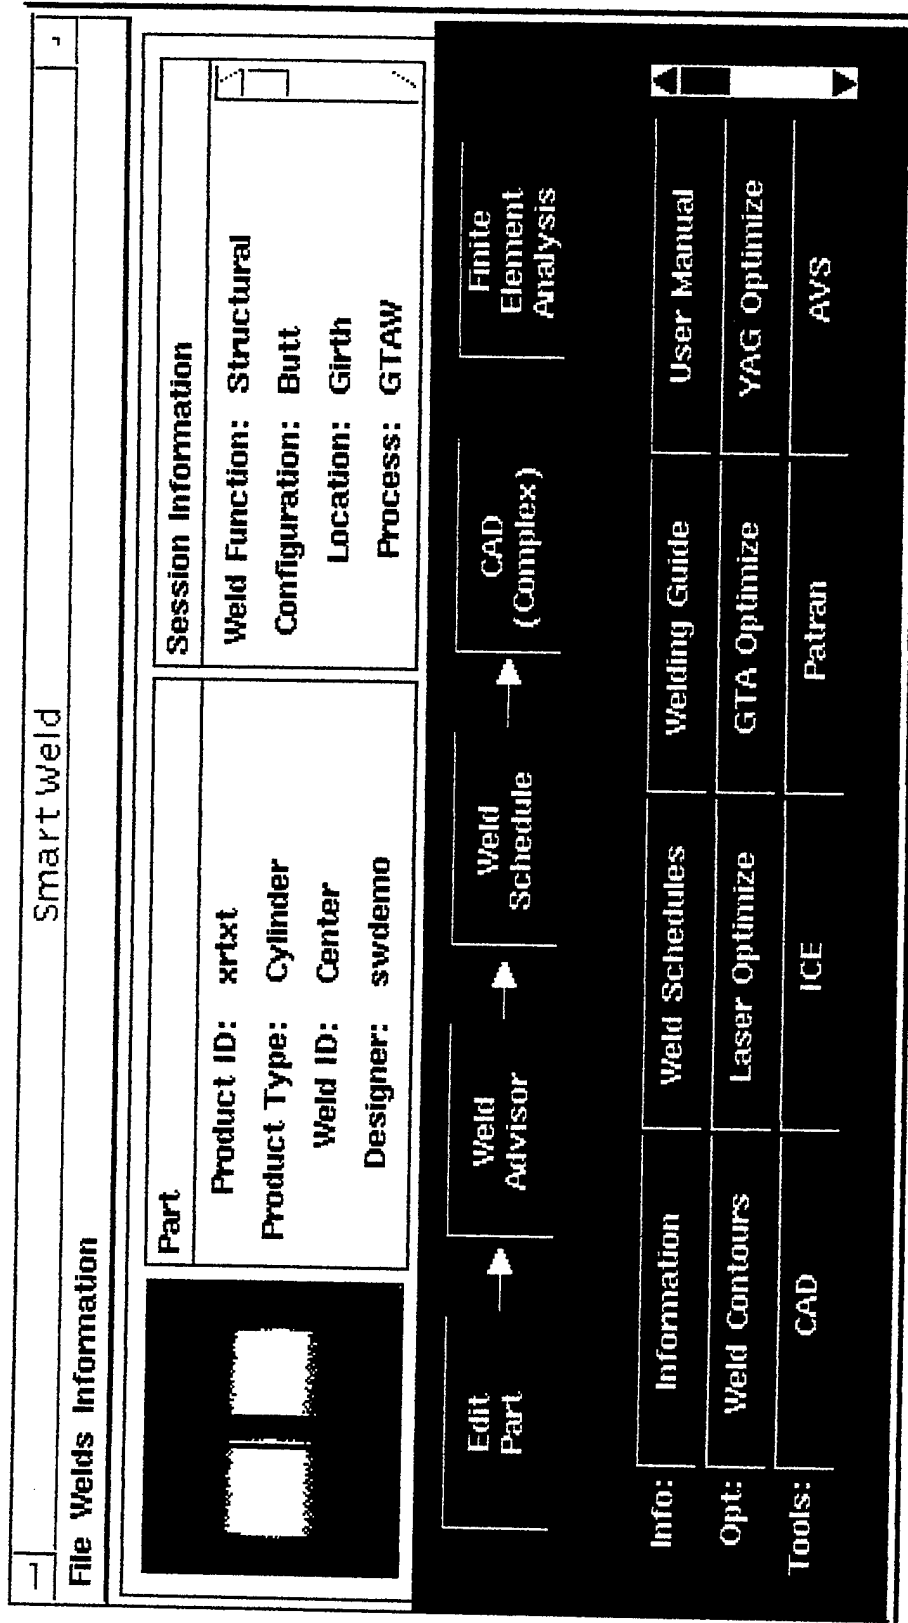 Smart Weld
File Welds Information
Part
Product ID: xrtxt
Product Type: Cylinder
Weld ID: Center
Designer: swdemo
Session Information
Weld Function: Structural
Configuration: Butt
Location: Girth
Process: GTAW
Edit
Part
Weld
Advisor
Weld
Schedule
CAD
(Complex)
Finite
Element
Analysis
Info: Information Weld Schedules Welding Guide User Manual
Opt: Weld Contours Laser Optimize GTA Optimize YAG Optimize
Tools: CAD ICE Patran AVS